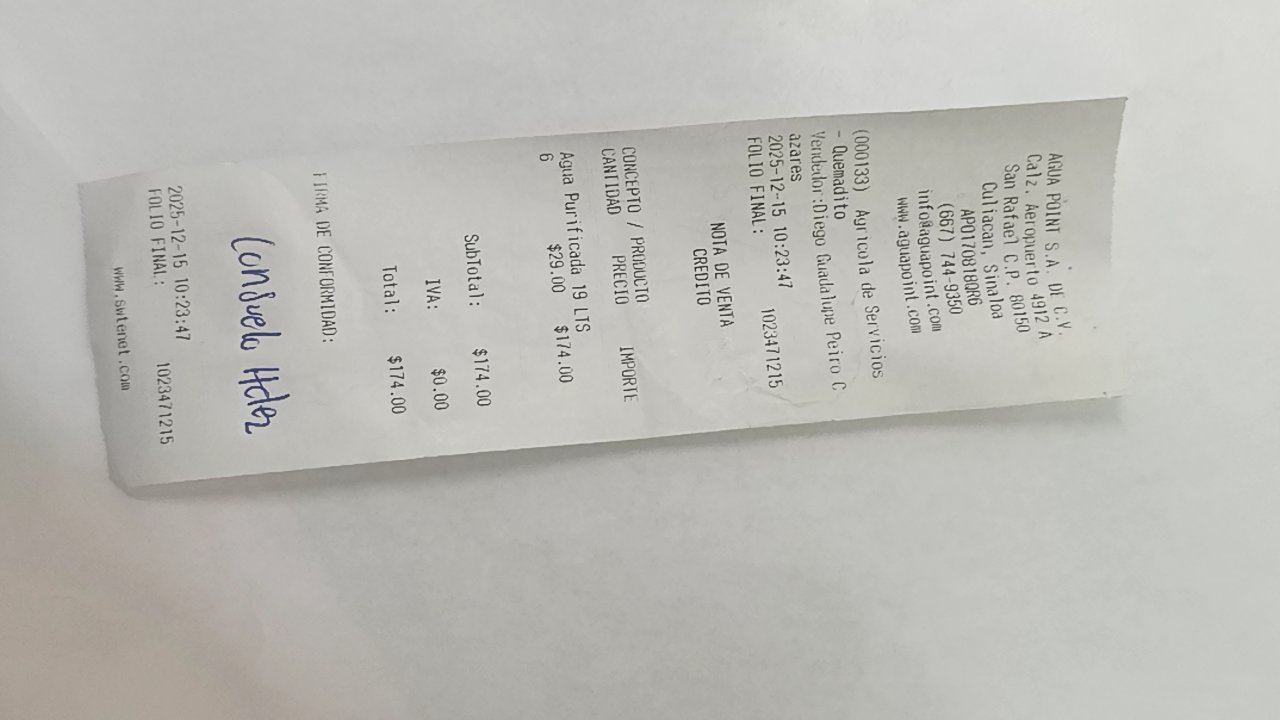 AGUA POINT S.A. DE C.V.
Calz. Aeropuerto 4912 A
San Rafael C.P. 80150
Culiacan, Sinaloa
APO170818QR6
(667) 744-9350
info@aguapoint.com
www.aguapoint.com
(000133) Agricola de Servicios
- Quemadito
Vendedor:Diego Guadalupe Peiro C
azares
2025-12-15 10:23:47
FOLIO FINAL: 1023471215
NOTA DE VENTA
CREDITO
CONCEPTO / PRODUCTO
CANTIDAD PRECIO IMPORTE
Agua Purificada 19 LTS
6 $29.00 $174.00
SubTotal: $174.00
IVA: $0.00
Total: $174.00
FIRMA DE CONFORMIDAD:
Consuelo Hdez
2025-12-15 10:23:47
FOLIO FINAL: 1023471215
www.swtenet.com